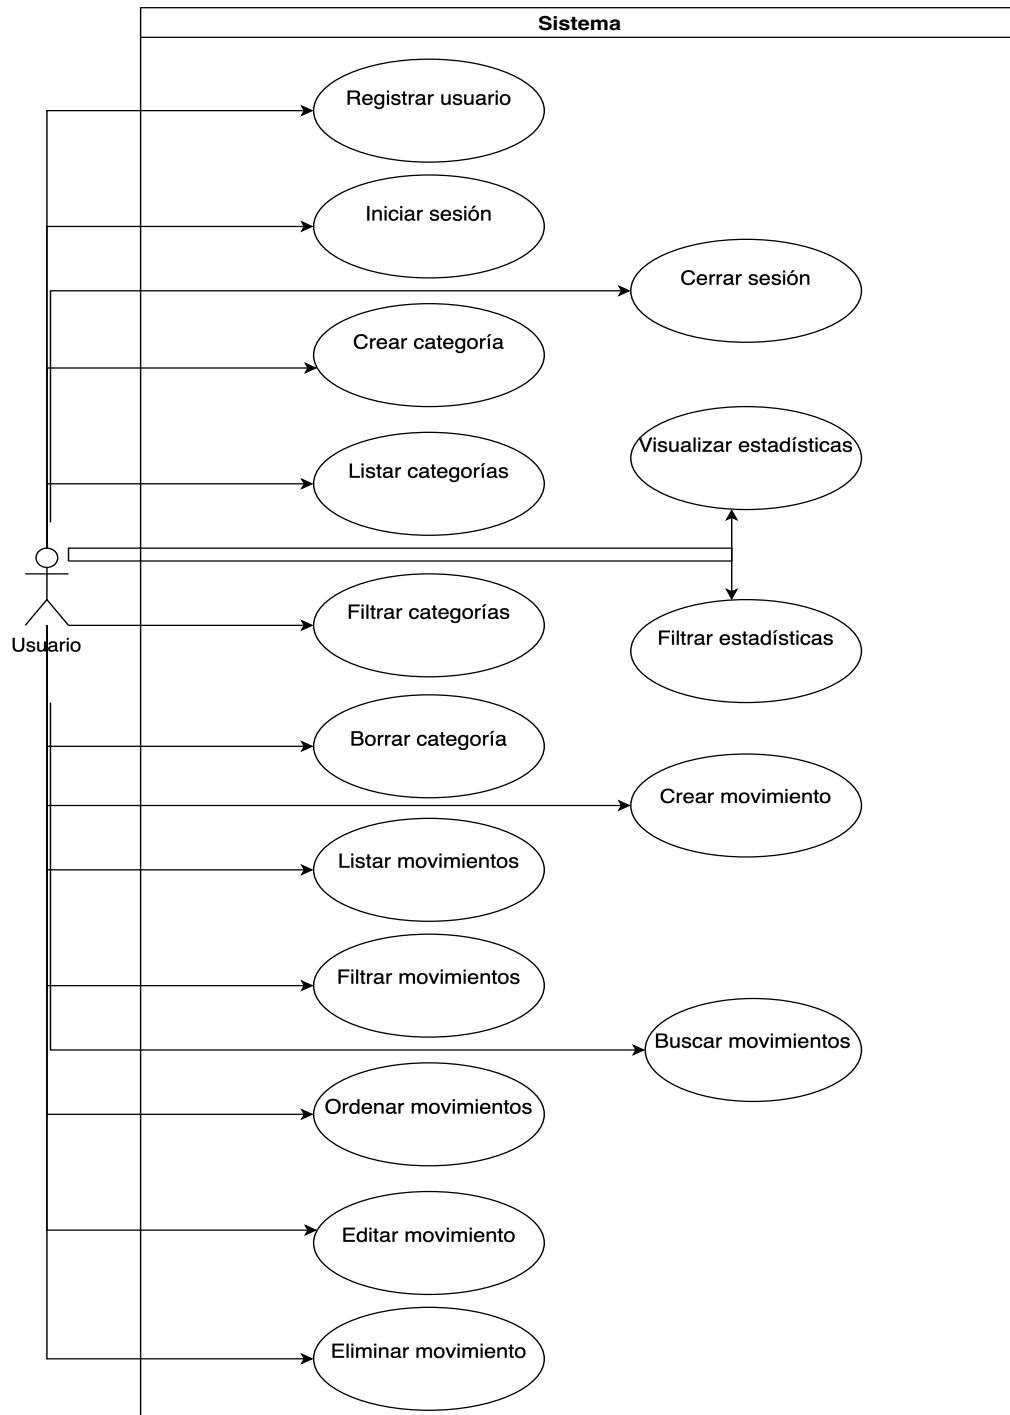 Sistema
Registrar usuario
Iniciar sesión
Cerrar sesión
Crear categoría
Visualizar estadísticas
Listar categorías
Filtrar categorías
Filtrar estadísticas
Usuario
Borrar categoría
Crear movimiento
Listar movimientos
Filtrar movimientos
Buscar movimientos
Ordenar movimientos
Editar movimiento
Eliminar movimiento